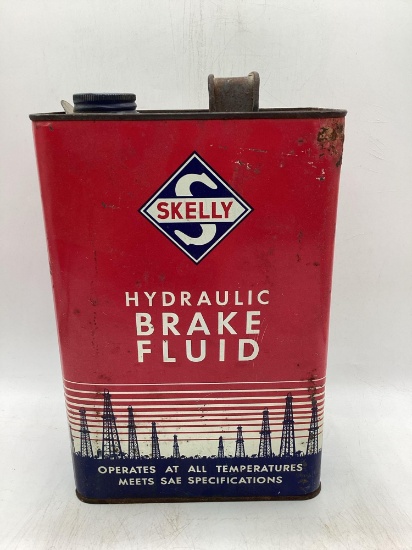 S
SKELLY
HYDRAULIC
BRAKE
FLUID
OPERATES AT ALL TEMPERATURES
MEETS SAE SPECIFICATIONS